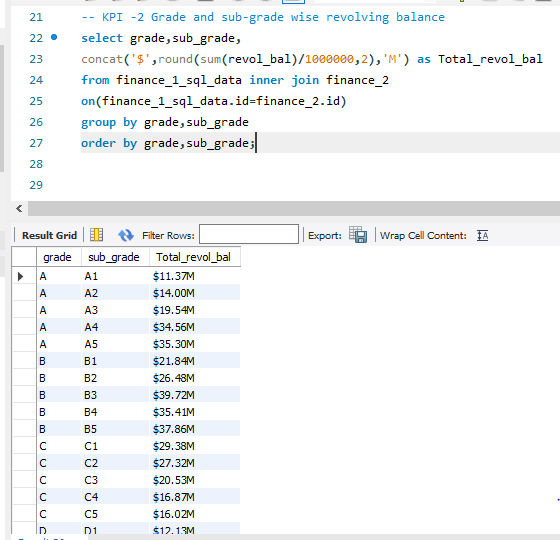 21 -- KPI -2 Grade and sub-grade wise revolving balance
22 select grade,sub_grade,
23 concat('$',round(sum(revol_bal)/1000000,2),'M') as Total_revol_bal
24 from finance_1_sql_data inner join finance_2
25 on(finance_1_sql_data.id=finance_2.id)
26 group by grade,sub_grade
27 order by grade,sub_grade;
28
29
Result Grid Filter Rows: Export: Wrap Cell Content: IA
grade sub_grade Total_revol_bal
A A1 $11.37M
A A2 $14.00M
A A3 $19.54M
A A4 $34.56M
A A5 $35.30M
B B1 $21.84M
B B2 $26.48M
B B3 $39.72M
B B4 $35.41M
B B5 $37.86M
C C1 $29.38M
C C2 $27.32M
C C3 $20.53M
C C4 $16.87M
C C5 $16.02M
D D1 $12.13M